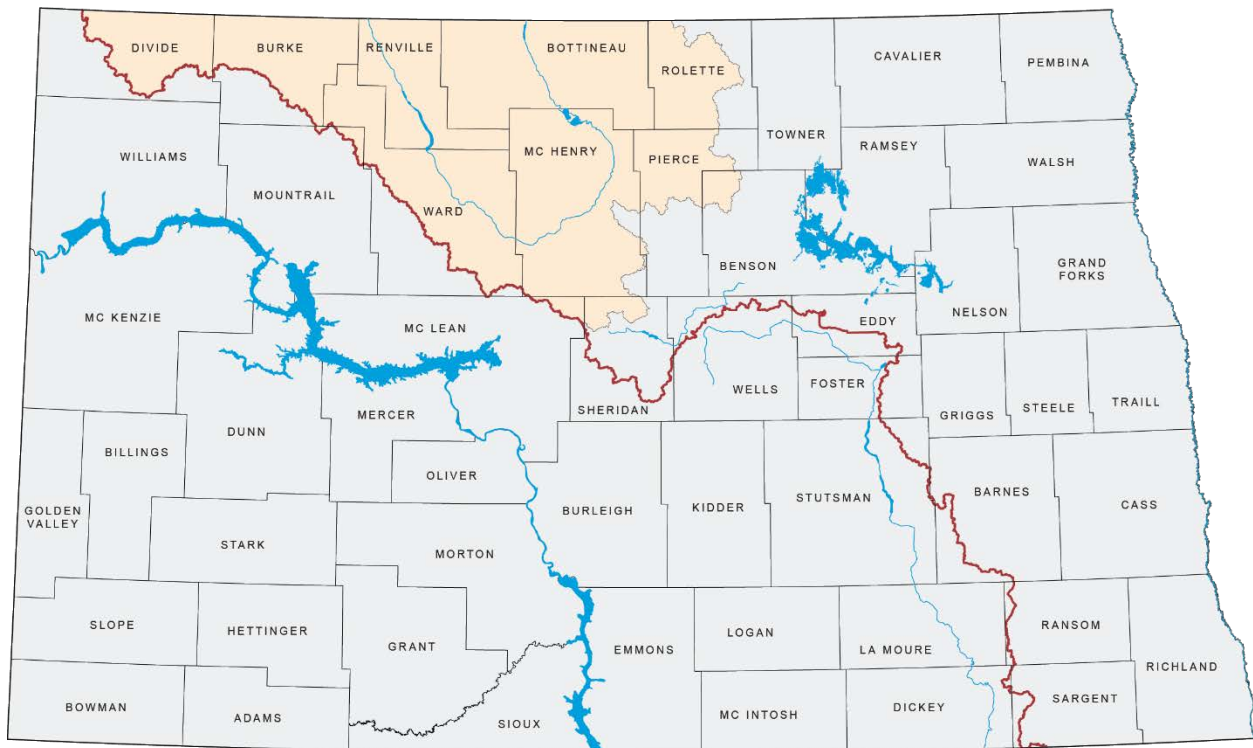 DIVIDE
BURKE
RENVILLE
BOTTINEAU
ROLETTE
CAVALIER
PEMBINA
TOWNER
RAMSEY
WALSH
WILLIAMS
MC HENRY
PIERCE
MOUNTRAIL
WARD
BENSON
GRAND
FORKS
MC KENZIE
MC LEAN
EDDY
NELSON
SHERIDAN
WELLS
FOSTER
GRIGGS
STEELE
TRAILL
DUNN
MERCER
BILLINGS
OLIVER
GOLDEN
VALLEY
BURLEIGH
KIDDER
STUTSMAN
BARNES
CASS
STARK
MORTON
SLOPE
HETTINGER
GRANT
EMMONS
LOGAN
LA MOURE
RANSOM
RICHLAND
BOWMAN
ADAMS
SIOUX
MC INTOSH
DICKEY
SARGENT